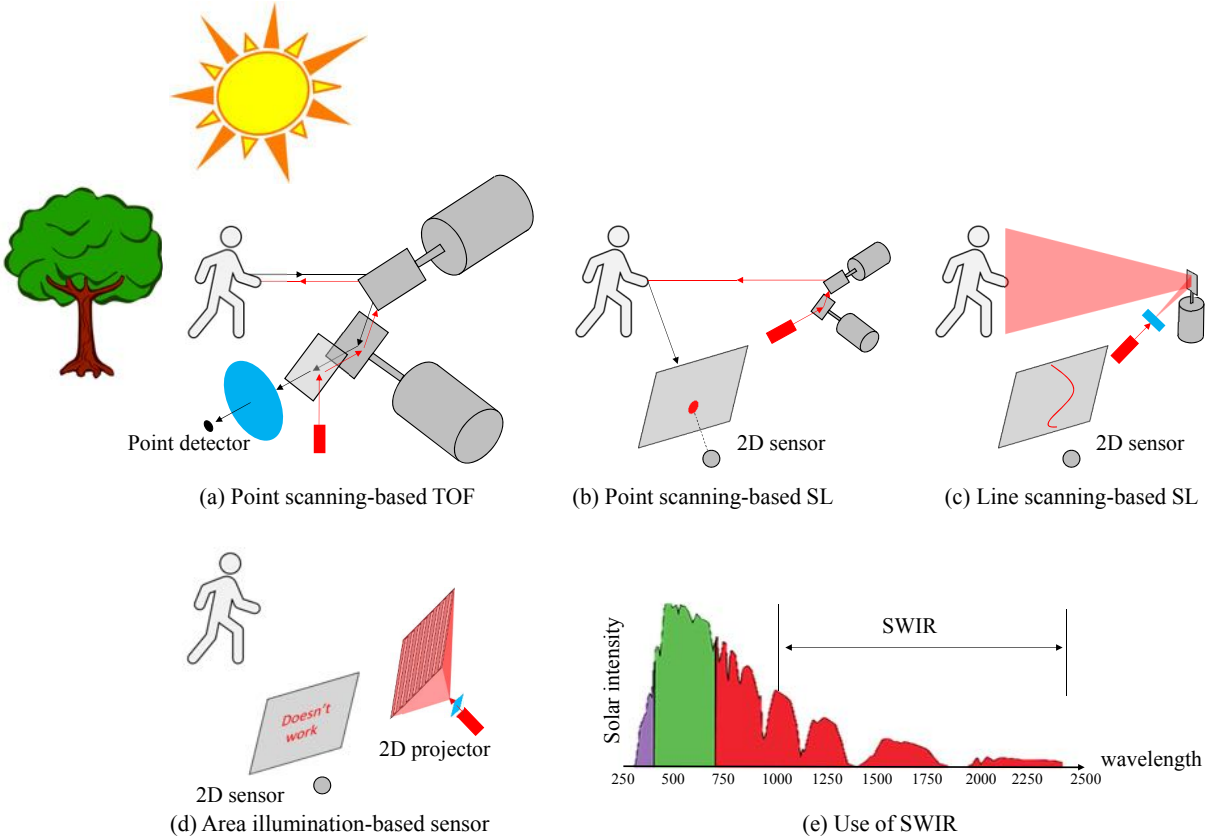 Point detector
(a) Point scanning-based TOF
2D sensor
(b) Point scanning-based SL
2D sensor
(c) Line scanning-based SL
Doesn't
work
2D projector
2D sensor
(d) Area illumination-based sensor
Solar intensity
SWIR
wavelength
250 500 750 1000 1250 1500 1750 2000 2250 2500
(e) Use of SWIR